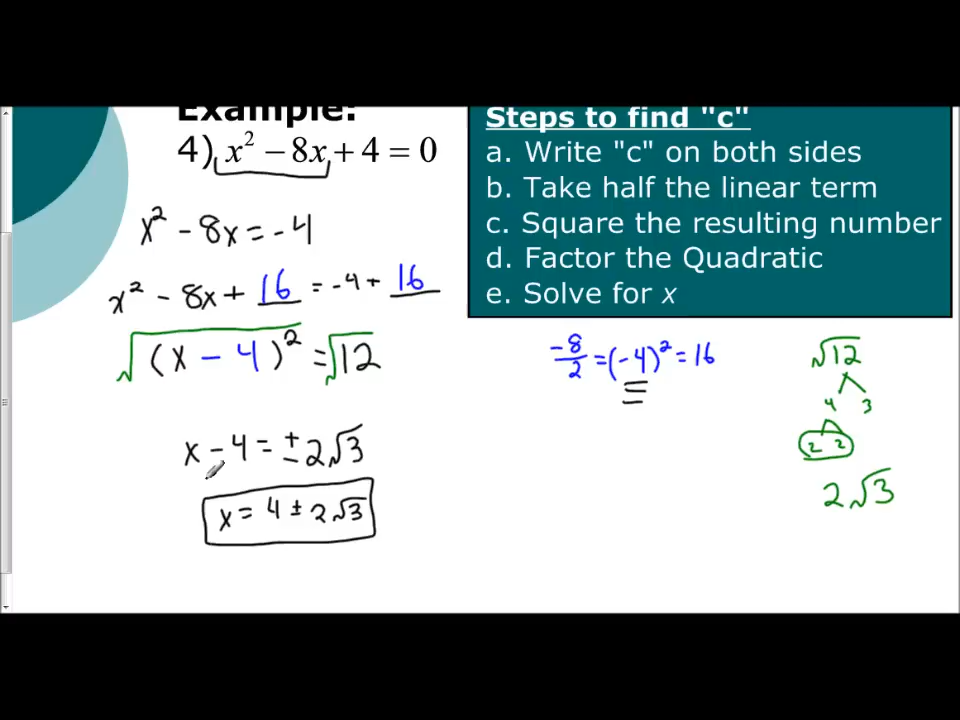 Example:
4) x² − 8x + 4 = 0
x² - 8x = -4
x² - 8x + 16 = -4 + 16
√(x - 4)² = √12
x - 4 = ± 2√3
x = 4 ± 2√3
Steps to find "c"
a. Write "c" on both sides
b. Take half the linear term
c. Square the resulting number
d. Factor the Quadratic
e. Solve for x
-8/2 = (-4)² = 16
√12
4 3
2 2
2√3